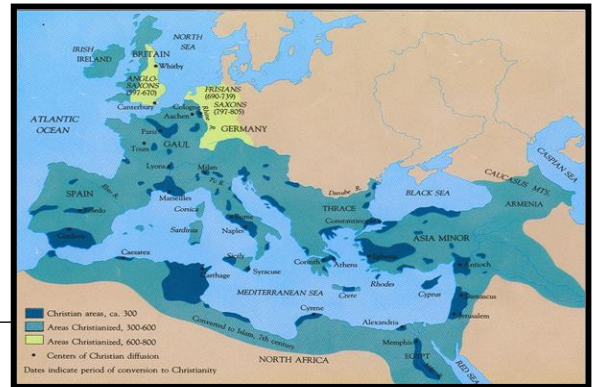 NORTH
SEA
IRISH
IRELAND
BRITAIN
Whitby
ANGLO-
SAXONS
(597-670)
Canterbury
FRISIANS
(690-739)
SAXONS
(797-805)
Cologne
Aachen
Rhine R.
GERMANY
ATLANTIC
OCEAN
Paris
Tours
GAUL
Lyons
Milan
Po R.
Marseilles
Corsica
SPAIN
Ebro R.
Toledo
Cordova
Sardinia
Rome
Naples
Sicily
Syracuse
Caesarea
Carthage
Danube R.
THRACE
Constantinople
BLACK SEA
CAUCASUS MTS.
CASPIAN SEA
ARMENIA
ASIA MINOR
Ephesus
Corinth
Athens
Antioch
Rhodes
Crete
Cyprus
Damascus
Jerusalem
MEDITERRANEAN SEA
Cyrene
Alexandria
Memphis
EGYPT
RED SEA
Converted to Islam, 7th century
NORTH AFRICA
Christian areas, ca. 300
Areas Christianized, 300-600
Areas Christianized, 600-800
Centers of Christian diffusion
Dates indicate period of conversion to Christianity